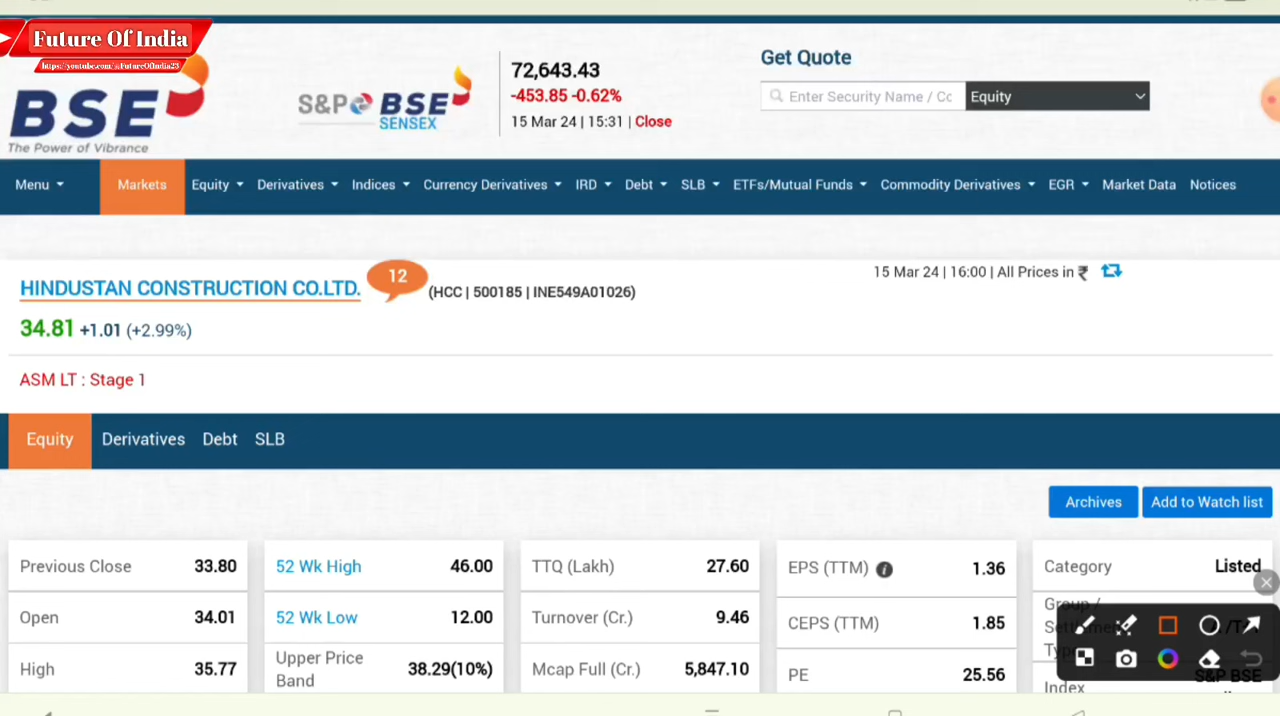 Future Of India
https://youtube.com/@FutureOfIndia23
BSE
The Power of Vibrance
S&P BSE
SENSEX
72,643.43
-453.85 -0.62%
15 Mar 24 | 15:31 | Close
Get Quote
Enter Security Name / Cc
Equity
Menu
Markets
Equity
Derivatives
Indices
Currency Derivatives
IRD
Debt
SLB
ETFs/Mutual Funds
Commodity Derivatives
EGR
Market Data
Notices
HINDUSTAN CONSTRUCTION CO.LTD.
12
(HCC | 500185 | INE549A01026)
15 Mar 24 | 16:00 | All Prices in ₹
34.81 +1.01 (+2.99%)
ASM LT : Stage 1
Equity
Derivatives
Debt
SLB
Archives
Add to Watch list
Previous Close 33.80
Open 34.01
High 35.77
52 Wk High 46.00
52 Wk Low 12.00
Upper Price
Band
38.29(10%)
TTQ (Lakh) 27.60
Turnover (Cr.) 9.46
Mcap Full (Cr.) 5,847.10
EPS (TTM) 1.36
CEPS (TTM) 1.85
PE 25.56
Category Listed
Group /
Index S&P BSE